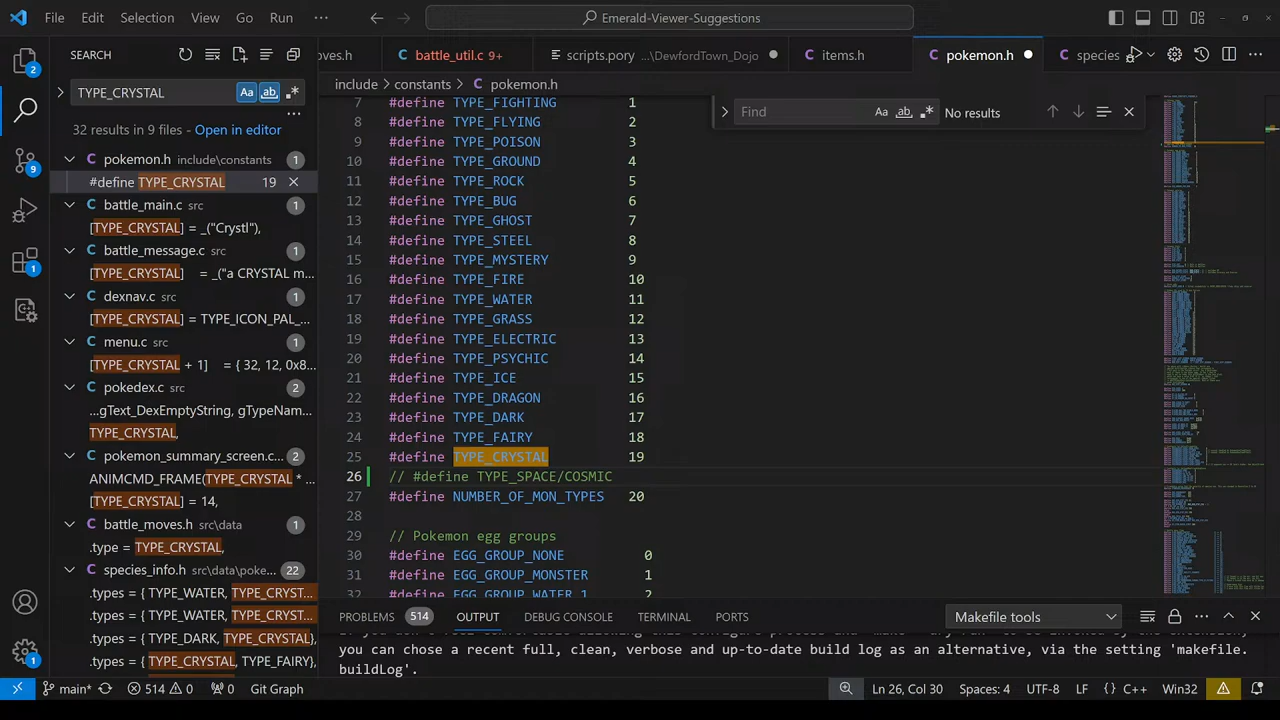 File Edit Selection View Go Run ··· Emerald-Viewer-Suggestions
SEARCH
oves.h battle_util.c 9+ scripts.pory ...\DewfordTown_Dojo items.h pokemon.h species
TYPE_CRYSTAL Aa ab
include > constants > C pokemon.h
Find Aa ab No results
32 results in 9 files - Open in editor
C pokemon.h include\constants 1
#define TYPE_CRYSTAL 19
C battle_main.c src 1
[TYPE_CRYSTAL] = _("Crystl"),
C battle_message.c src 1
[TYPE_CRYSTAL] = _("a CRYSTAL m...
C dexnav.c src 1
[TYPE_CRYSTAL] = TYPE_ICON_PAL_...
C menu.c src 1
[TYPE_CRYSTAL + 1] = { 32, 12, 0x8...
C pokedex.c src 2
...gText_DexEmptyString, gTypeNam...
TYPE_CRYSTAL,
C pokemon_summary_screen.c src 2
ANIMCMD_FRAME(TYPE_CRYSTAL * ...
[TYPE_CRYSTAL] = 14,
C battle_moves.h src\data 1
.type = TYPE_CRYSTAL,
C species_info.h src\data\poke... 22
.types = { TYPE_WATER, TYPE_CRYST...
.types = { TYPE_WATER, TYPE_CRYST...
.types = { TYPE_DARK, TYPE_CRYSTAL},
.types = { TYPE_CRYSTAL, TYPE_FAIRY},
7 #define TYPE_FIGHTING 1
8 #define TYPE_FLYING 2
9 #define TYPE_POISON 3
10 #define TYPE_GROUND 4
11 #define TYPE_ROCK 5
12 #define TYPE_BUG 6
13 #define TYPE_GHOST 7
14 #define TYPE_STEEL 8
15 #define TYPE_MYSTERY 9
16 #define TYPE_FIRE 10
17 #define TYPE_WATER 11
18 #define TYPE_GRASS 12
19 #define TYPE_ELECTRIC 13
20 #define TYPE_PSYCHIC 14
21 #define TYPE_ICE 15
22 #define TYPE_DRAGON 16
23 #define TYPE_DARK 17
24 #define TYPE_FAIRY 18
25 #define TYPE_CRYSTAL 19
26 // #define TYPE_SPACE/COSMIC
27 #define NUMBER_OF_MON_TYPES 20
28
29 // Pokemon egg groups
30 #define EGG_GROUP_NONE 0
31 #define EGG_GROUP_MONSTER 1
32 #define EGG_GROUP_WATER_1 2
PROBLEMS 514 OUTPUT DEBUG CONSOLE TERMINAL PORTS Makefile tools
you can chose a recent full, clean, verbose and up-to-date build log as an alternative, via the setting 'makefile.
buildLog'.
main* 514 0 0 Git Graph Ln 26, Col 30 Spaces: 4 UTF-8 LF {} C++ Win32